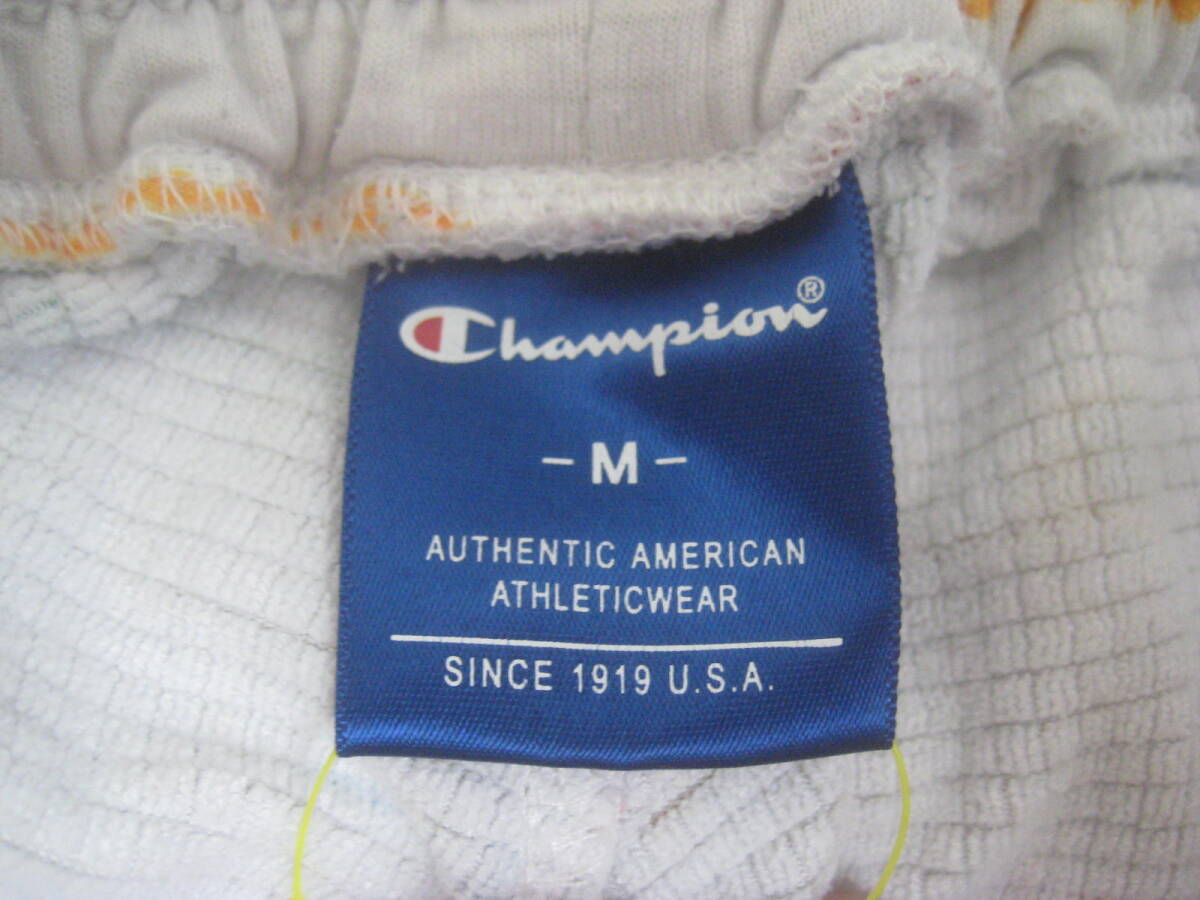 Champion®
- M -
AUTHENTIC AMERICAN
ATHLETICWEAR
SINCE 1919 U.S.A.